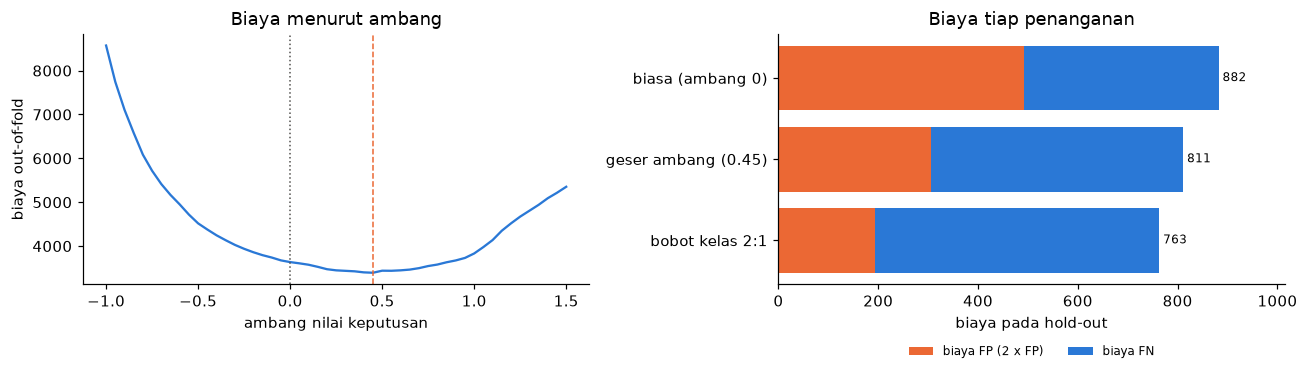 Biaya menurut ambang
biaya out-of-fold
8000
7000
6000
5000
4000
−1.0
−0.5
0.0
0.5
1.0
1.5
ambang nilai keputusan
Biaya tiap penanganan
biasa (ambang 0)
882
geser ambang (0.45)
811
bobot kelas 2:1
763
0
200
400
600
800
1000
biaya pada hold-out
biaya FP (2 x FP)
biaya FN